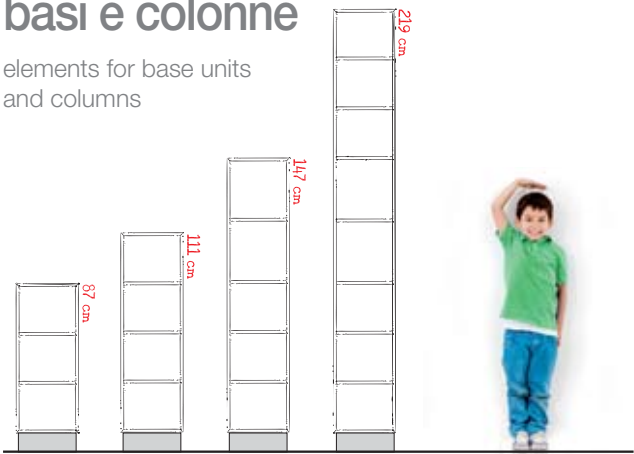 basi e colonne
elements for base units
and columns
87 cm
111 cm
147 cm
219 cm